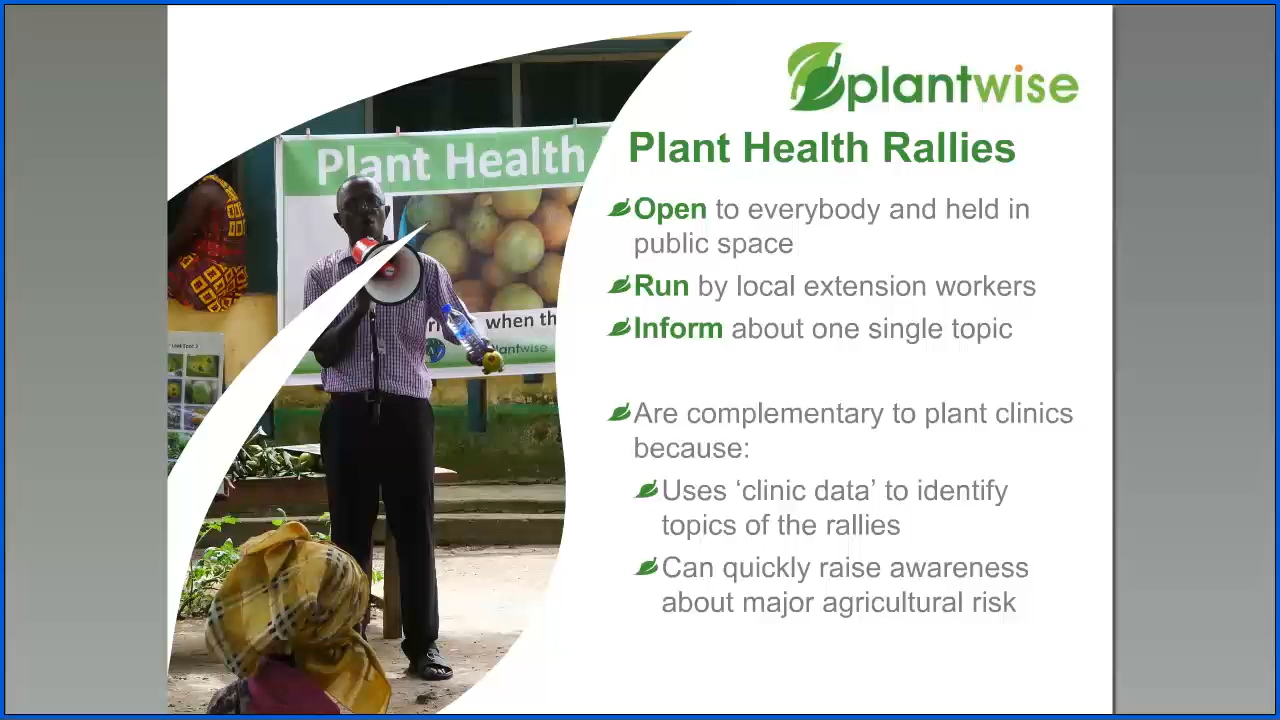 plantwise
Plant Health Rallies
Open to everybody and held in
public space
Run by local extension workers
Inform about one single topic
Are complementary to plant clinics
because:
Uses ‘clinic data’ to identify
topics of the rallies
Can quickly raise awareness
about major agricultural risk
Plant Health
when th
plantwise